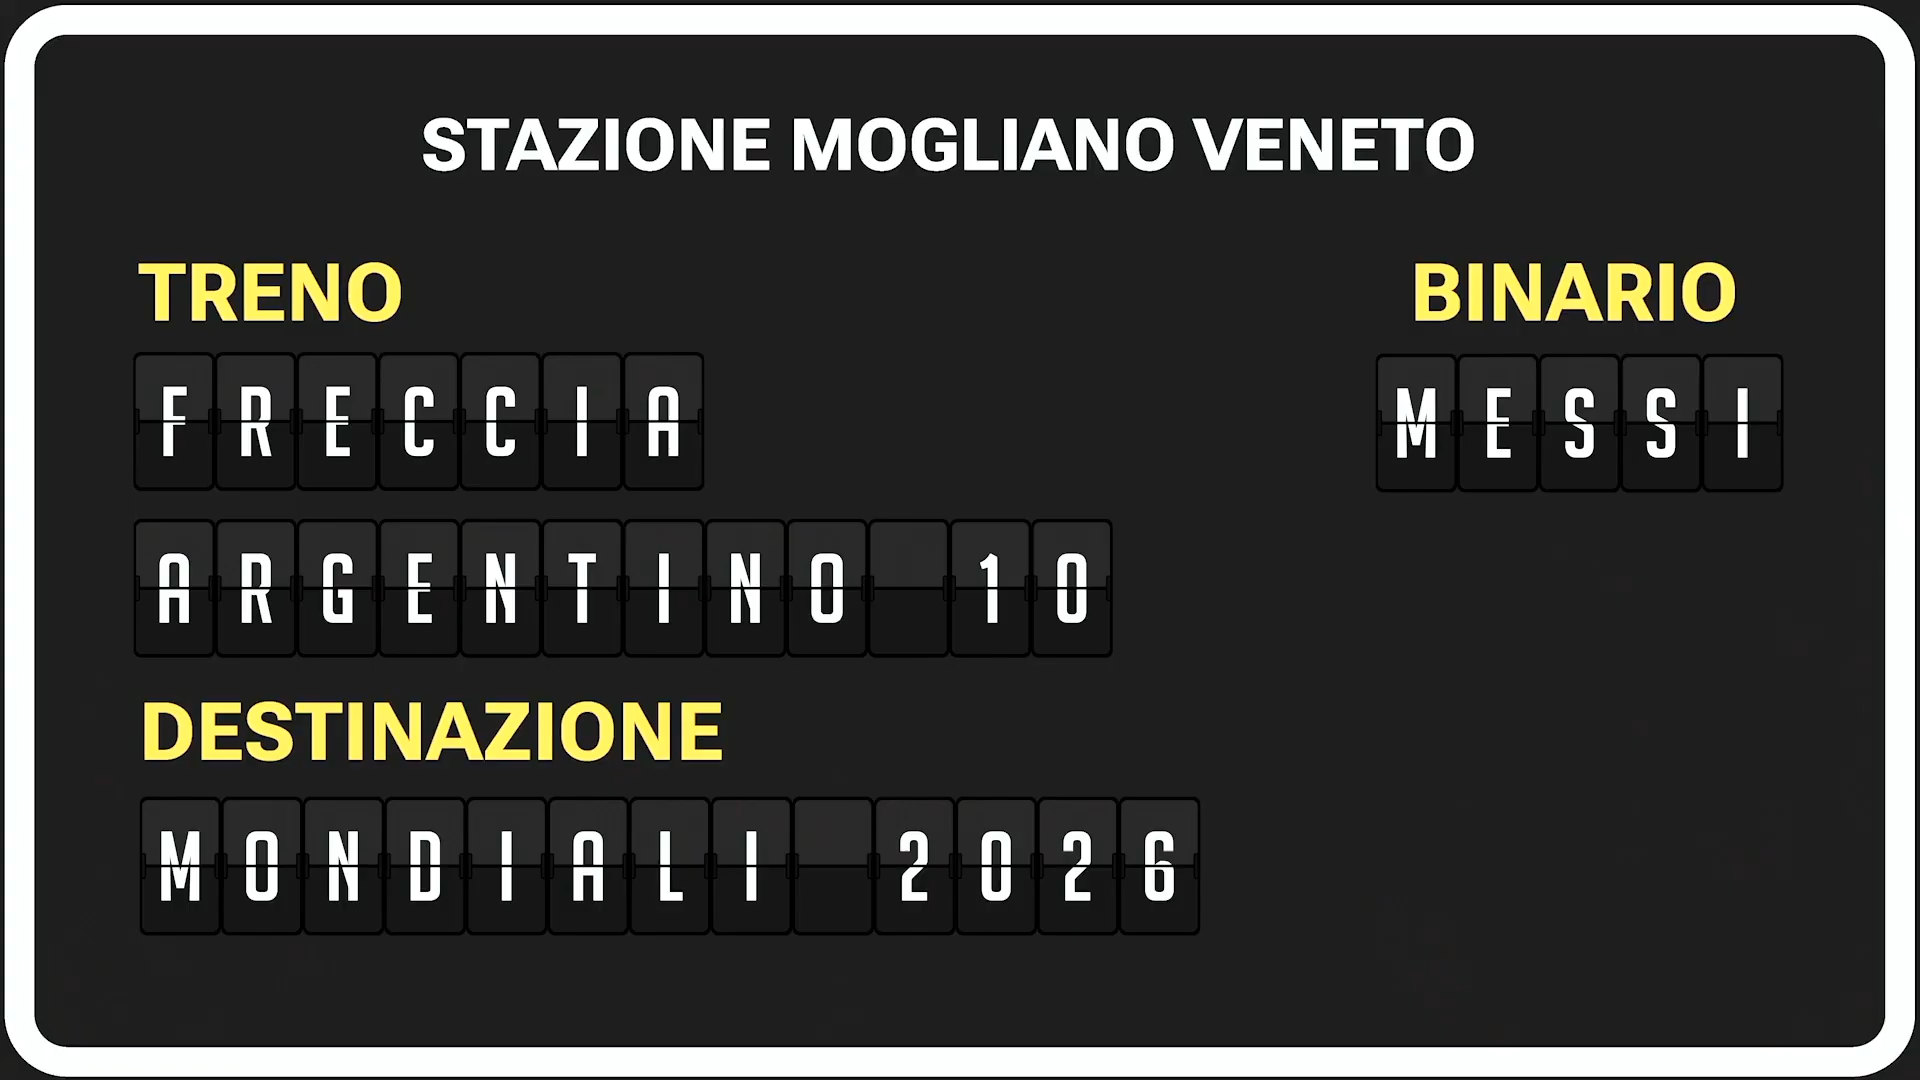 STAZIONE MOGLIANO VENETO
TRENO
BINARIO
FRECCIA
MESSI
ARGENTINO 10
DESTINAZIONE
MONDIALI 2026